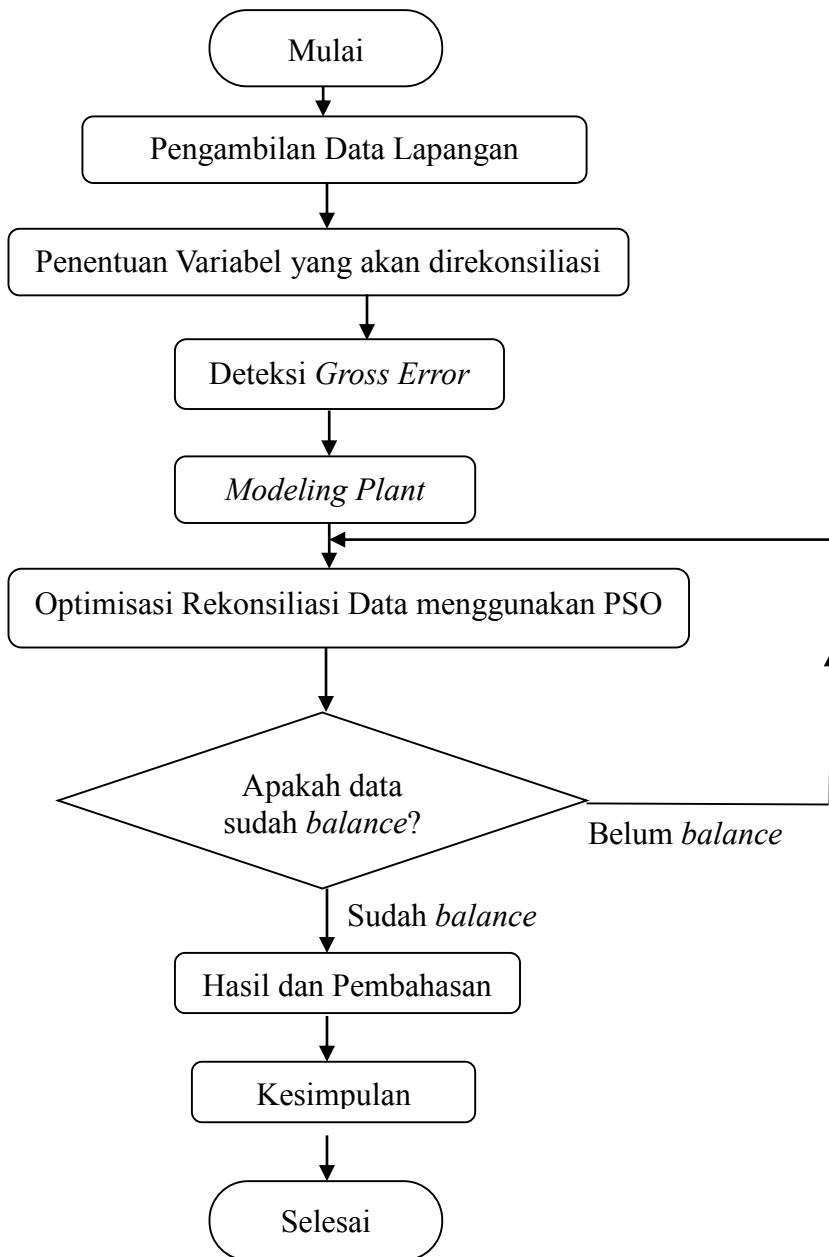 Mulai
Pengambilan Data Lapangan
Penentuan Variabel yang akan direkonsiliasi
Deteksi Gross Error
Modeling Plant
Optimisasi Rekonsiliasi Data menggunakan PSO
Apakah data
sudah balance?
Belum balance
Sudah balance
Hasil dan Pembahasan
Kesimpulan
Selesai